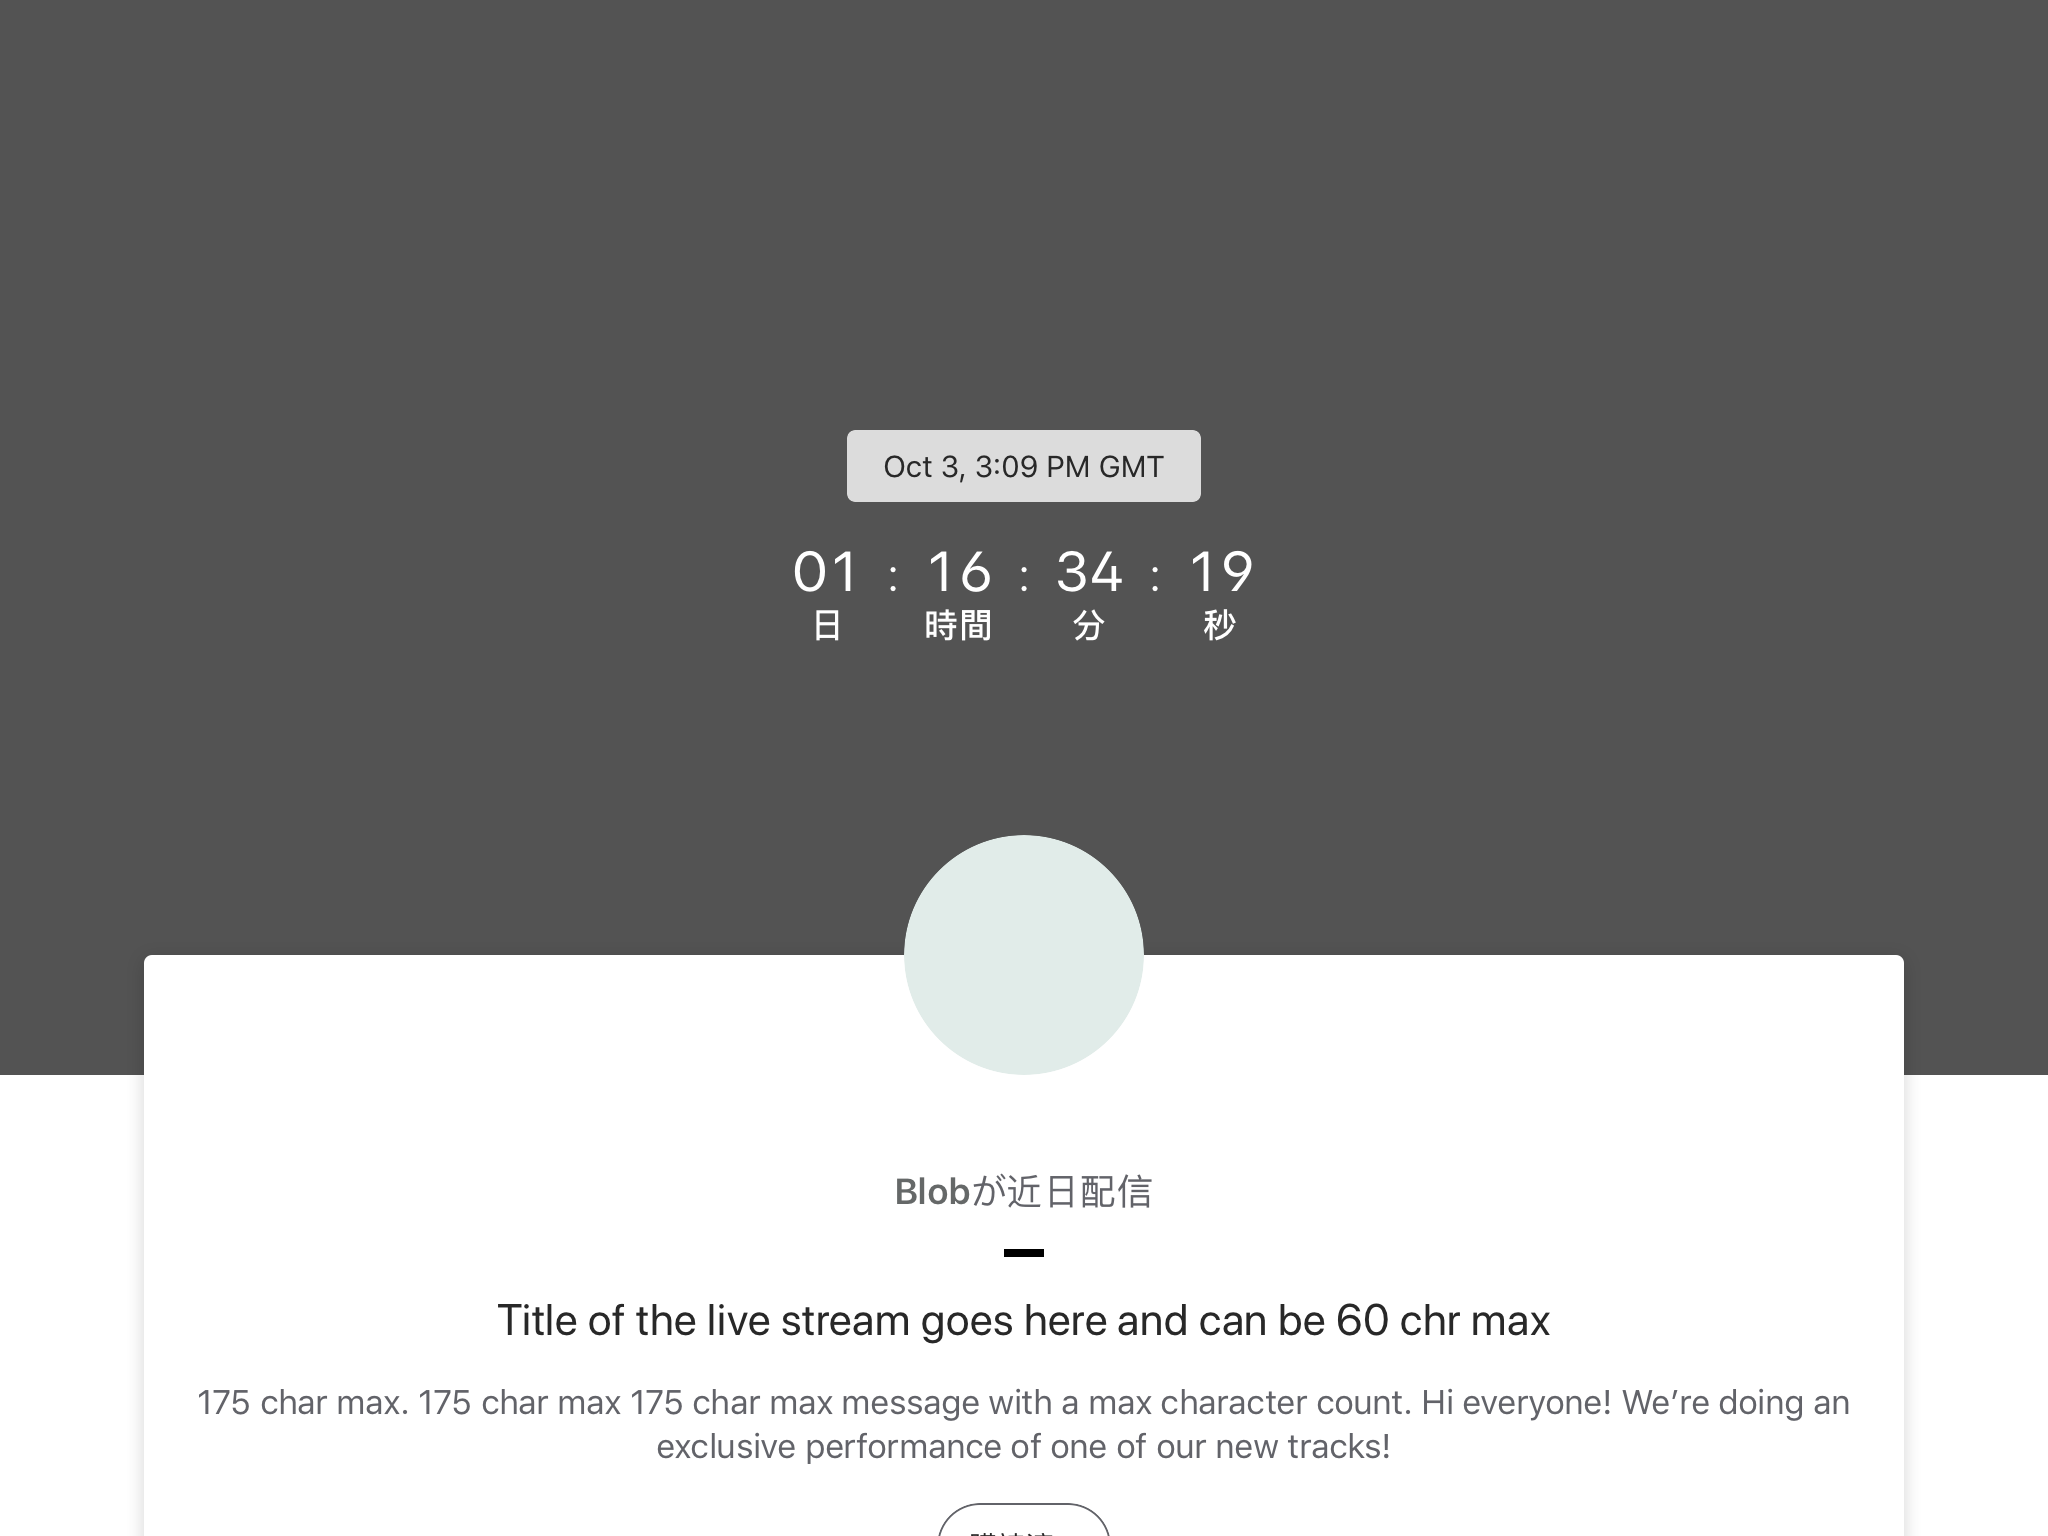 Oct 3, 3:09 PM GMT
01 : 16 : 34 : 19
日 時間 分 秒
Blobが近日配信
Title of the live stream goes here and can be 60 chr max
175 char max. 175 char max 175 char max message with a max character count. Hi everyone! We’re doing an
exclusive performance of one of our new tracks!